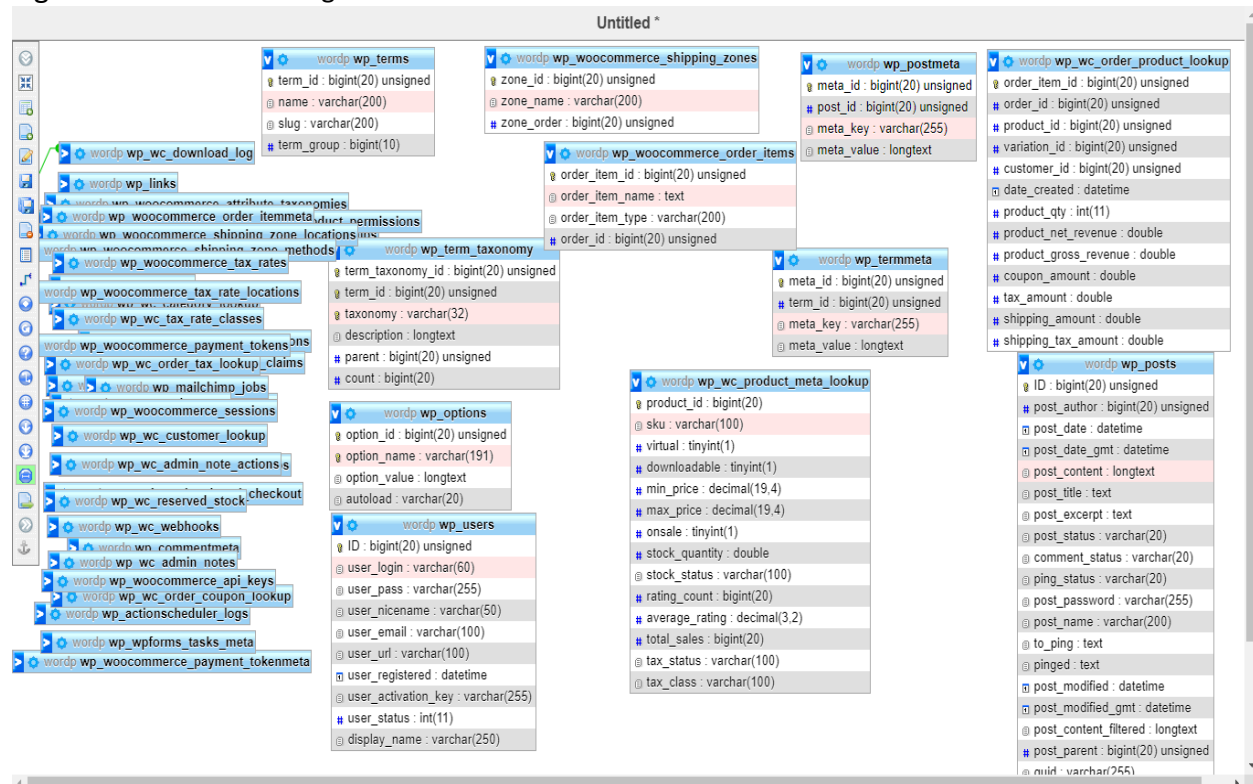 Untitled *
wordp wp_terms
term_id : bigint(20) unsigned
name : varchar(200)
slug : varchar(200)
term_group : bigint(10)
wordp wp_woocommerce_shipping_zones
zone_id : bigint(20) unsigned
zone_name : varchar(200)
zone_order : bigint(20) unsigned
wordp wp_postmeta
meta_id : bigint(20) unsigned
post_id : bigint(20) unsigned
meta_key : varchar(255)
meta_value : longtext
wordp wp_wc_order_product_lookup
order_item_id : bigint(20) unsigned
order_id : bigint(20) unsigned
product_id : bigint(20) unsigned
variation_id : bigint(20) unsigned
customer_id : bigint(20) unsigned
date_created : datetime
product_qty : int(11)
product_net_revenue : double
product_gross_revenue : double
coupon_amount : double
tax_amount : double
shipping_amount : double
shipping_tax_amount : double
wordp wp_woocommerce_order_items
order_item_id : bigint(20) unsigned
order_item_name : text
order_item_type : varchar(200)
order_id : bigint(20) unsigned
wordp wp_wc_download_log
wordp wp_links
wordp wp_woocommerce_attribute_taxonomies
wordp wp_woocommerce_order_itemmeta
duct_permissions
wordp wp_woocommerce_shipping_zone_locations
wordp wp_woocommerce_shipping_zone_methods
wordp wp_woocommerce_tax_rates
wordp wp_woocommerce_tax_rate_locations
wordp wp_wc_category_lookup
wordp wp_wc_tax_rate_classes
wordp wp_woocommerce_payment_tokens
ons
wordp wp_wc_order_tax_lookup
_claims
wordp wp_mailchimp_jobs
wordp wp_woocommerce_sessions
wordp wp_wc_customer_lookup
wordp wp_wc_admin_note_actions
s
checkout
wordp wp_wc_reserved_stock
wordp wp_wc_webhooks
wordp wp_commentmeta
wordp wp_wc_admin_notes
wordp wp_woocommerce_api_keys
wordp wp_wc_order_coupon_lookup
wordp wp_actionscheduler_logs
wordp wp_wpforms_tasks_meta
wordp wp_woocommerce_payment_tokenmeta
wordp wp_term_taxonomy
term_taxonomy_id : bigint(20) unsigned
term_id : bigint(20) unsigned
taxonomy : varchar(32)
description : longtext
parent : bigint(20) unsigned
count : bigint(20)
wordp wp_termmeta
meta_id : bigint(20) unsigned
term_id : bigint(20) unsigned
meta_key : varchar(255)
meta_value : longtext
wordp wp_options
option_id : bigint(20) unsigned
option_name : varchar(191)
option_value : longtext
autoload : varchar(20)
wordp wp_users
ID : bigint(20) unsigned
user_login : varchar(60)
user_pass : varchar(255)
user_nicename : varchar(50)
user_email : varchar(100)
user_url : varchar(100)
user_registered : datetime
user_activation_key : varchar(255)
user_status : int(11)
display_name : varchar(250)
wordp wp_wc_product_meta_lookup
product_id : bigint(20)
sku : varchar(100)
virtual : tinyint(1)
downloadable : tinyint(1)
min_price : decimal(19,4)
max_price : decimal(19,4)
onsale : tinyint(1)
stock_quantity : double
stock_status : varchar(100)
rating_count : bigint(20)
average_rating : decimal(3,2)
total_sales : bigint(20)
tax_status : varchar(100)
tax_class : varchar(100)
wordp wp_posts
ID : bigint(20) unsigned
post_author : bigint(20) unsigned
post_date : datetime
post_date_gmt : datetime
post_content : longtext
post_title : text
post_excerpt : text
post_status : varchar(20)
comment_status : varchar(20)
ping_status : varchar(20)
post_password : varchar(255)
post_name : varchar(200)
to_ping : text
pinged : text
post_modified : datetime
post_modified_gmt : datetime
post_content_filtered : longtext
post_parent : bigint(20) unsigned
guid : varchar(255)